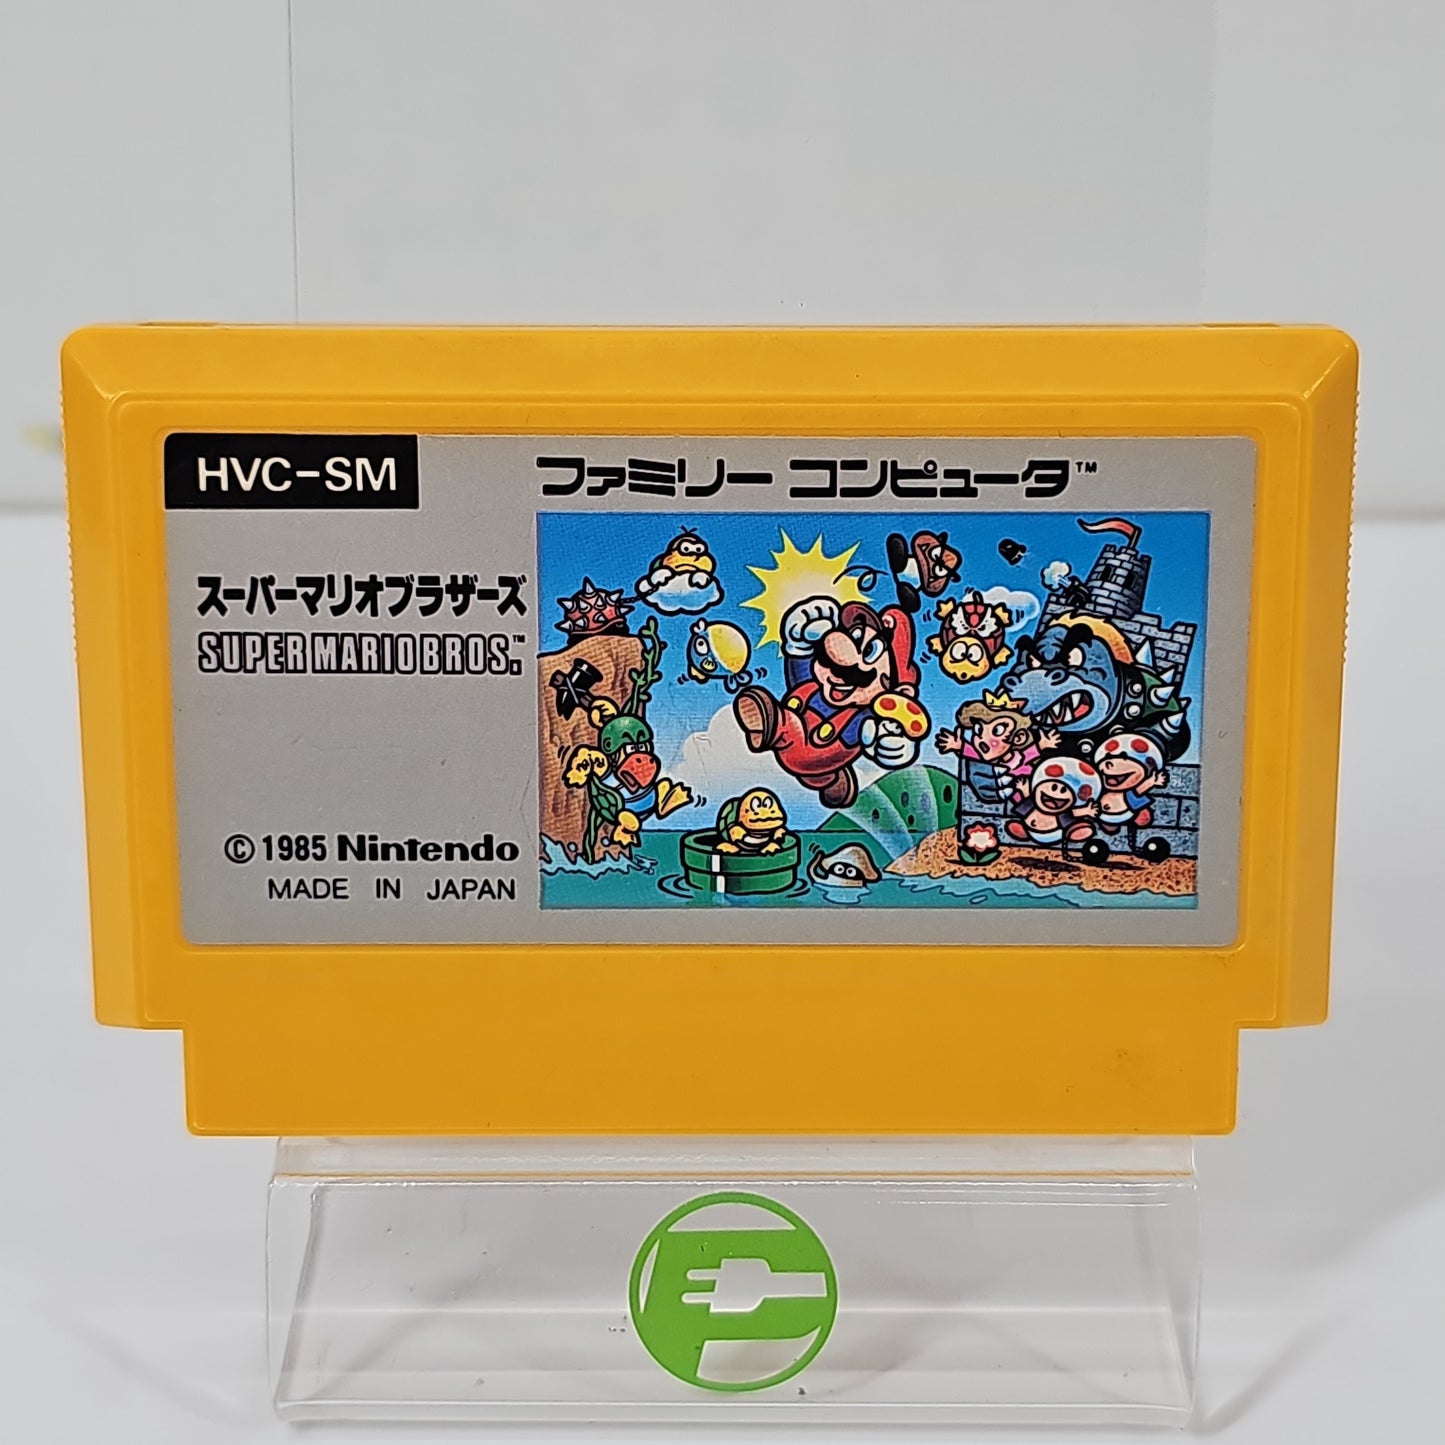 HVC-SM
ファミリー コンピュータ™
スーパーマリオブラザーズ
SUPER MARIO BROS.™
© 1985 Nintendo
MADE IN JAPAN